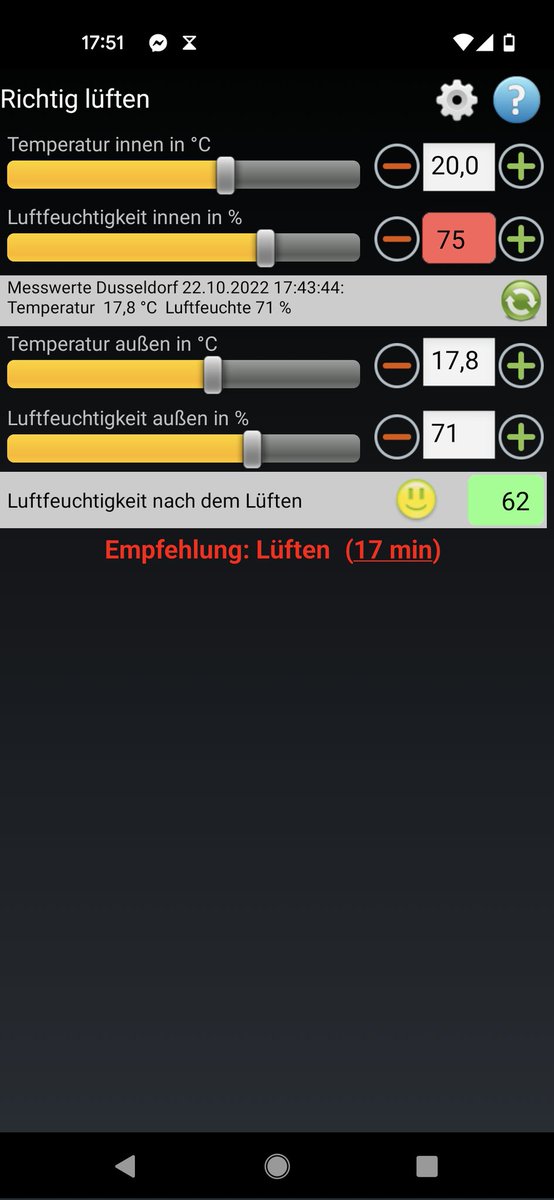 17:51
Richtig lüften
?
Temperatur innen in °C
20,0
Luftfeuchtigkeit innen in %
75
Messwerte Dusseldorf 22.10.2022 17:43:44:
Temperatur 17,8 °C Luftfeuchte 71 %
Temperatur außen in °C
17,8
Luftfeuchtigkeit außen in %
71
Luftfeuchtigkeit nach dem Lüften 62
Empfehlung: Lüften (17 min)